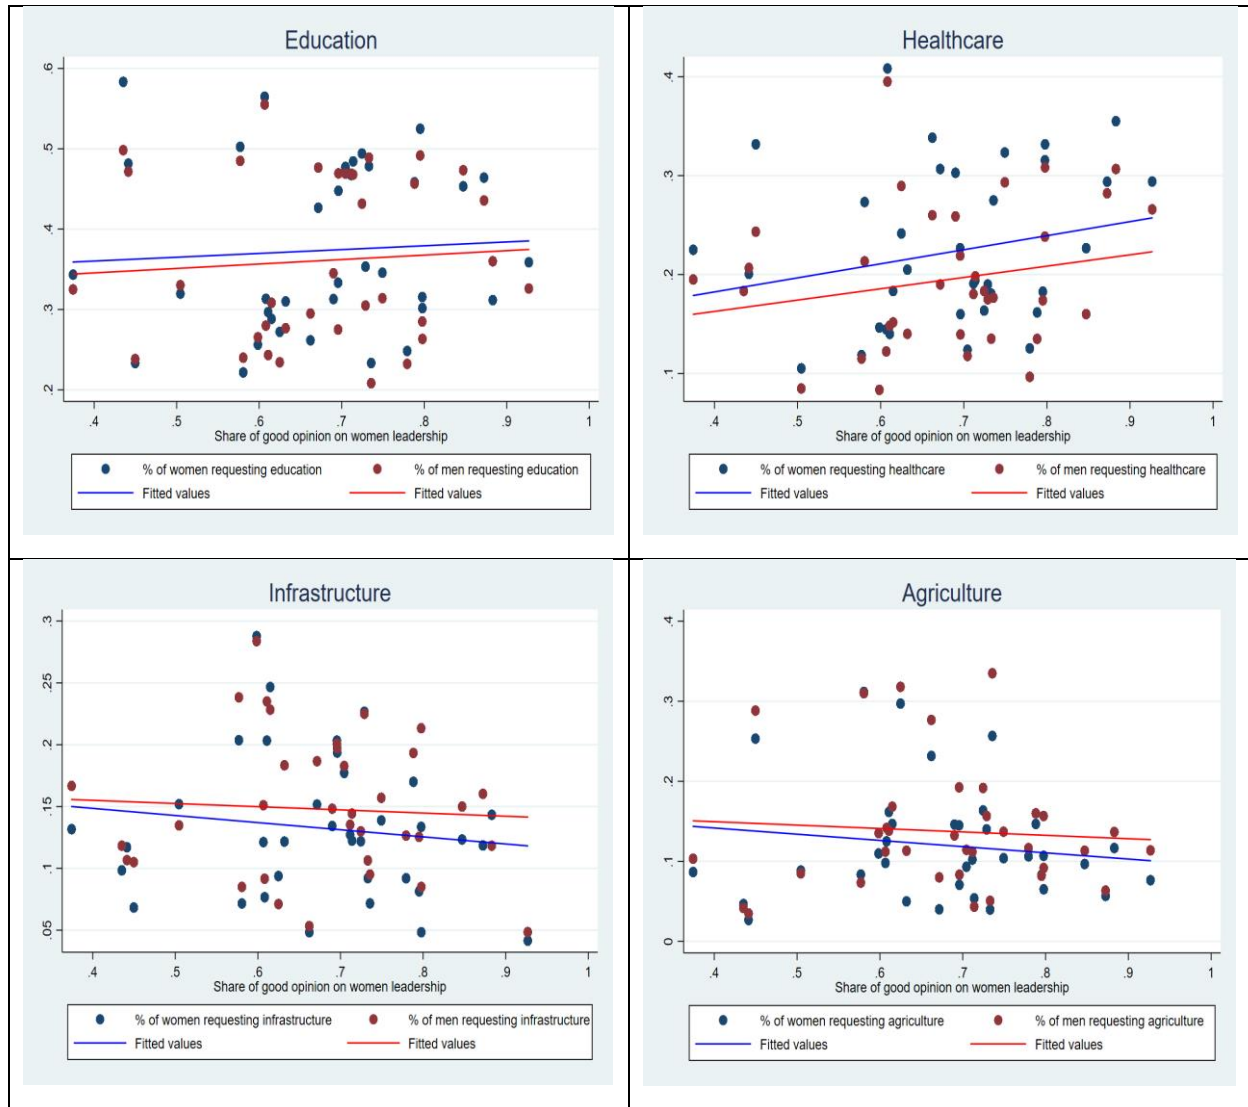 Education
.6
.5
.4
.3
.2
.4 .5 .6 .7 .8 .9 1
Share of good opinion on women leadership
% of women requesting education % of men requesting education
Fitted values Fitted values
Healthcare
.4
.3
.2
.1
.4 .5 .6 .7 .8 .9 1
Share of good opinion on women leadership
% of women requesting healthcare % of men requesting healthcare
Fitted values Fitted values
Infrastructure
.3
.25
.2
.15
.1
.05
.4 .5 .6 .7 .8 .9 1
Share of good opinion on women leadership
% of women requesting infrastructure % of men requesting infrastructure
Fitted values Fitted values
Agriculture
.4
.3
.2
.1
0
.4 .5 .6 .7 .8 .9 1
Share of good opinion on women leadership
% of women requesting agriculture % of men requesting agriculture
Fitted values Fitted values